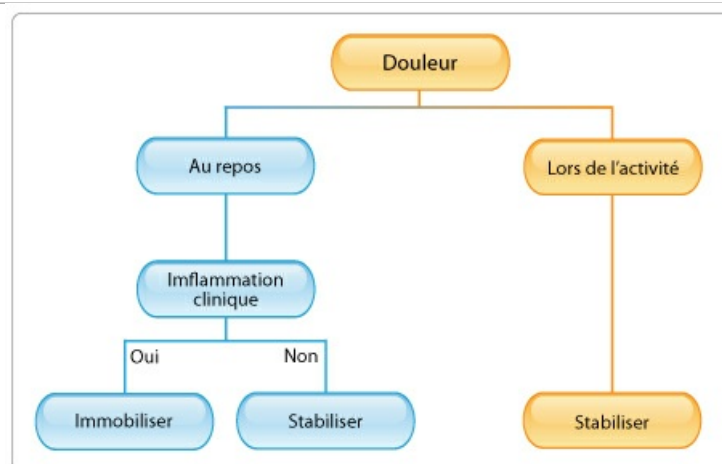 Douleur
Au repos
Lors de l'activité
Imflammation
clinique
Oui
Non
Immobiliser
Stabiliser
Stabiliser